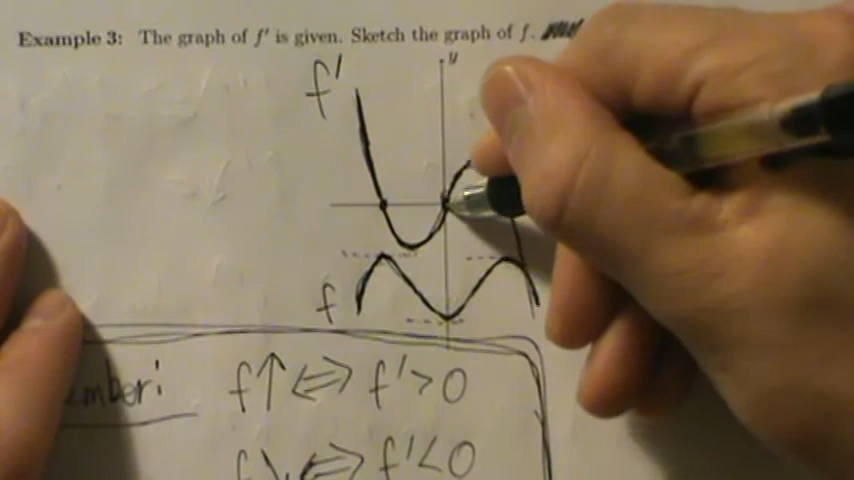 Example 3: The graph of f' is given. Sketch the graph of f.
y
f'
f
f↑ ⟺ f'>0
f↘ ⟺ f'<0